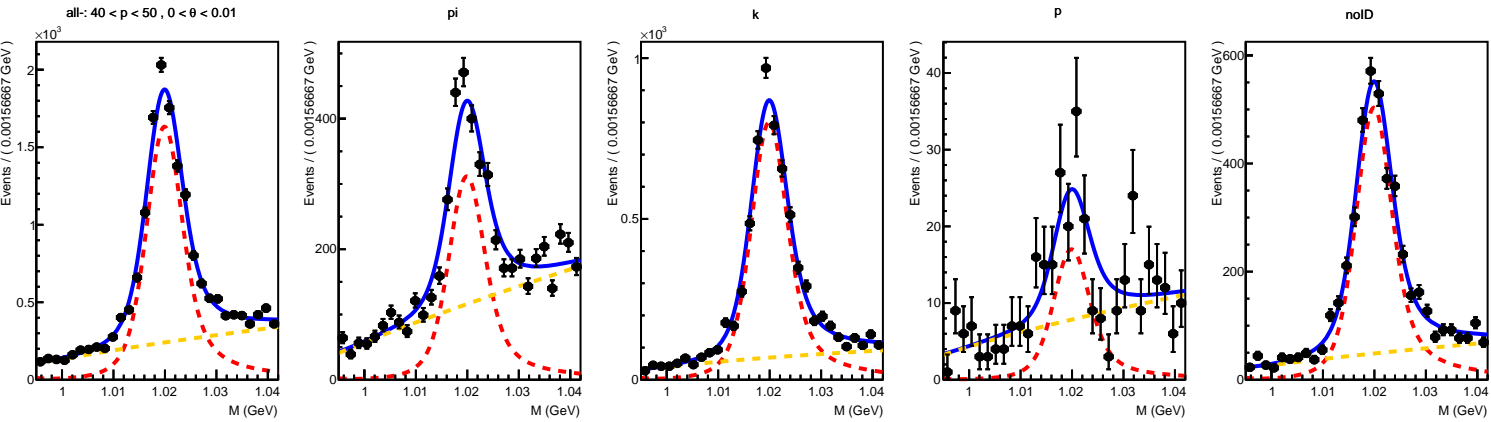 all-: 40 < p < 50 , 0 < θ < 0.01
×10³
Events / ( 0.00156667 GeV )
2
1.5
1
0.5
0
1 1.01 1.02 1.03 1.04
M (GeV)
pi
Events / ( 0.00156667 GeV )
400
200
0
1 1.01 1.02 1.03 1.04
M (GeV)
k
×10³
Events / ( 0.00156667 GeV )
1
0.5
0
1 1.01 1.02 1.03 1.04
M (GeV)
p
Events / ( 0.00156667 GeV )
40
30
20
10
0
1 1.01 1.02 1.03 1.04
M (GeV)
noID
Events / ( 0.00156667 GeV )
600
400
200
0
1 1.01 1.02 1.03 1.04
M (GeV)